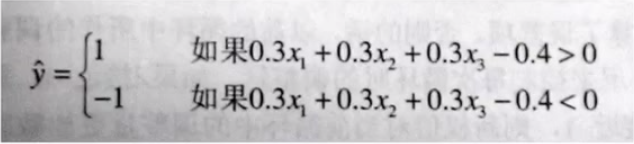 ŷ = { 1 如果0.3x₁ + 0.3x₂ + 0.3x₃ − 0.4 > 0
−1 如果0.3x₁ + 0.3x₂ + 0.3x₃ − 0.4 < 0